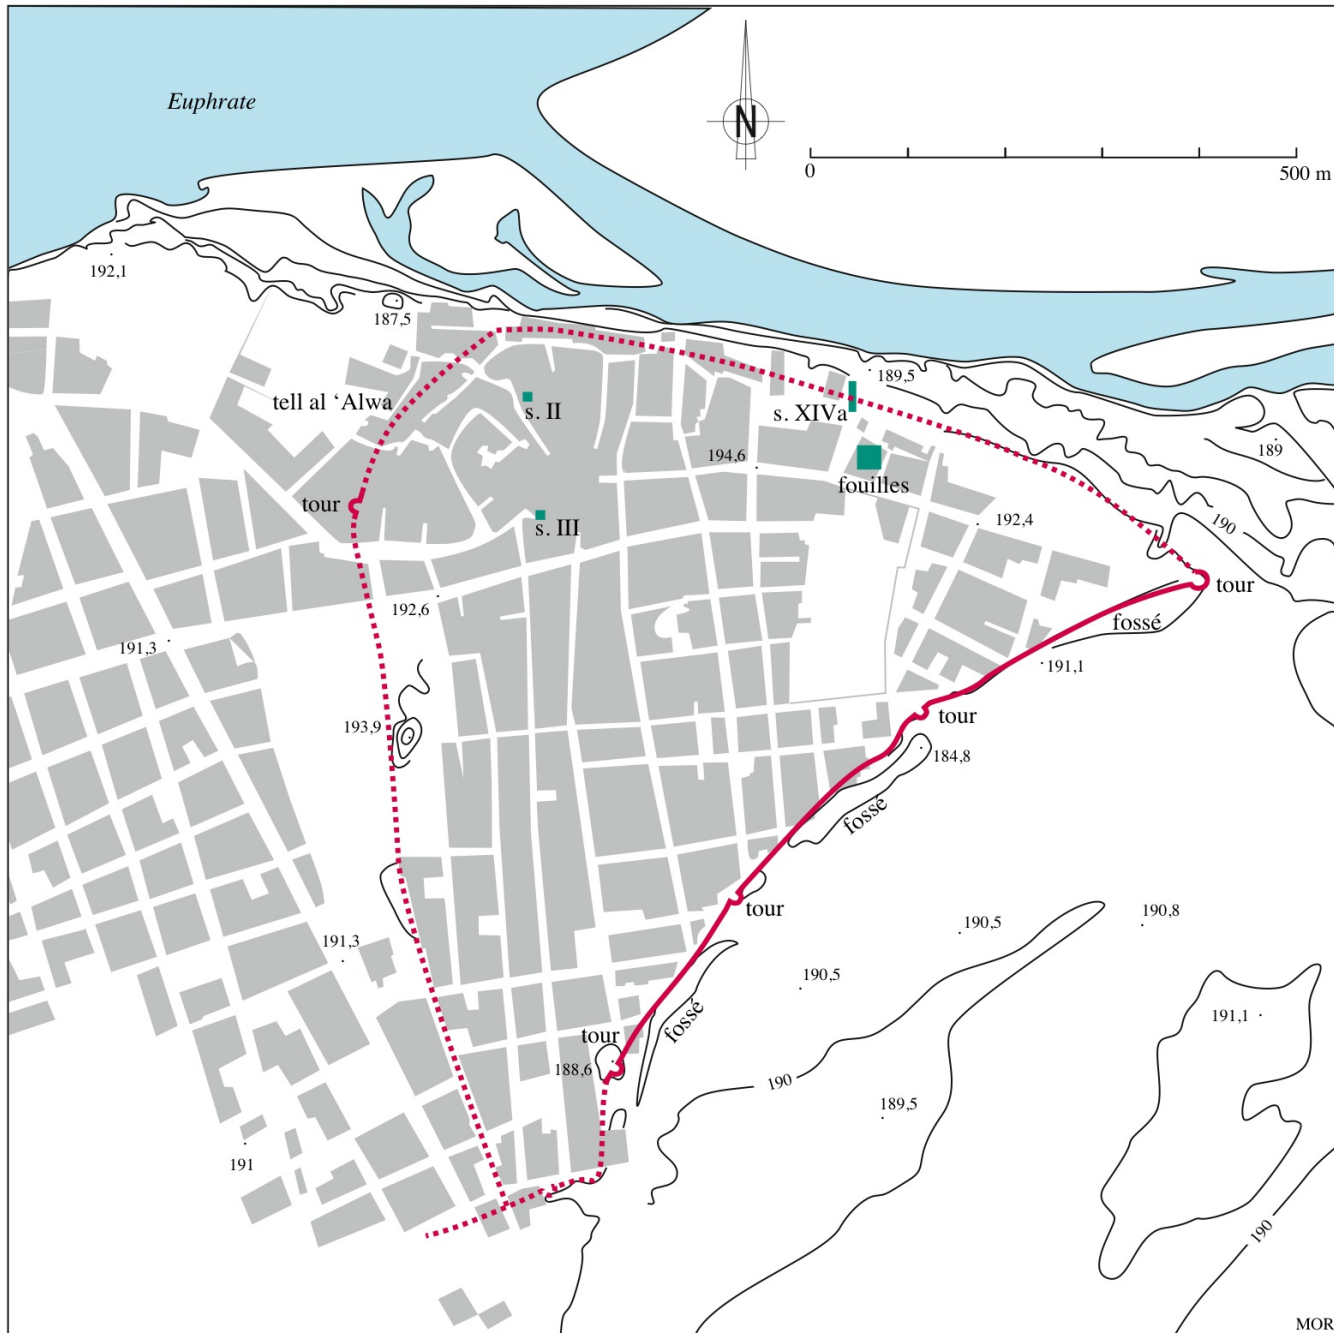 Euphrate
N
0
500 m
192,1
187,5
189,5
tell al ‘Alwa
s. II
s. XIVa
189
194,6
fouilles
tour
s. III
192,4
190
tour
192,6
fossé
191,3
191,1
193,9
tour
184,8
fossé
tour
190,5
190,8
191,3
190,5
191,1
fossé
tour
188,6
190
189,5
191
190
MOR